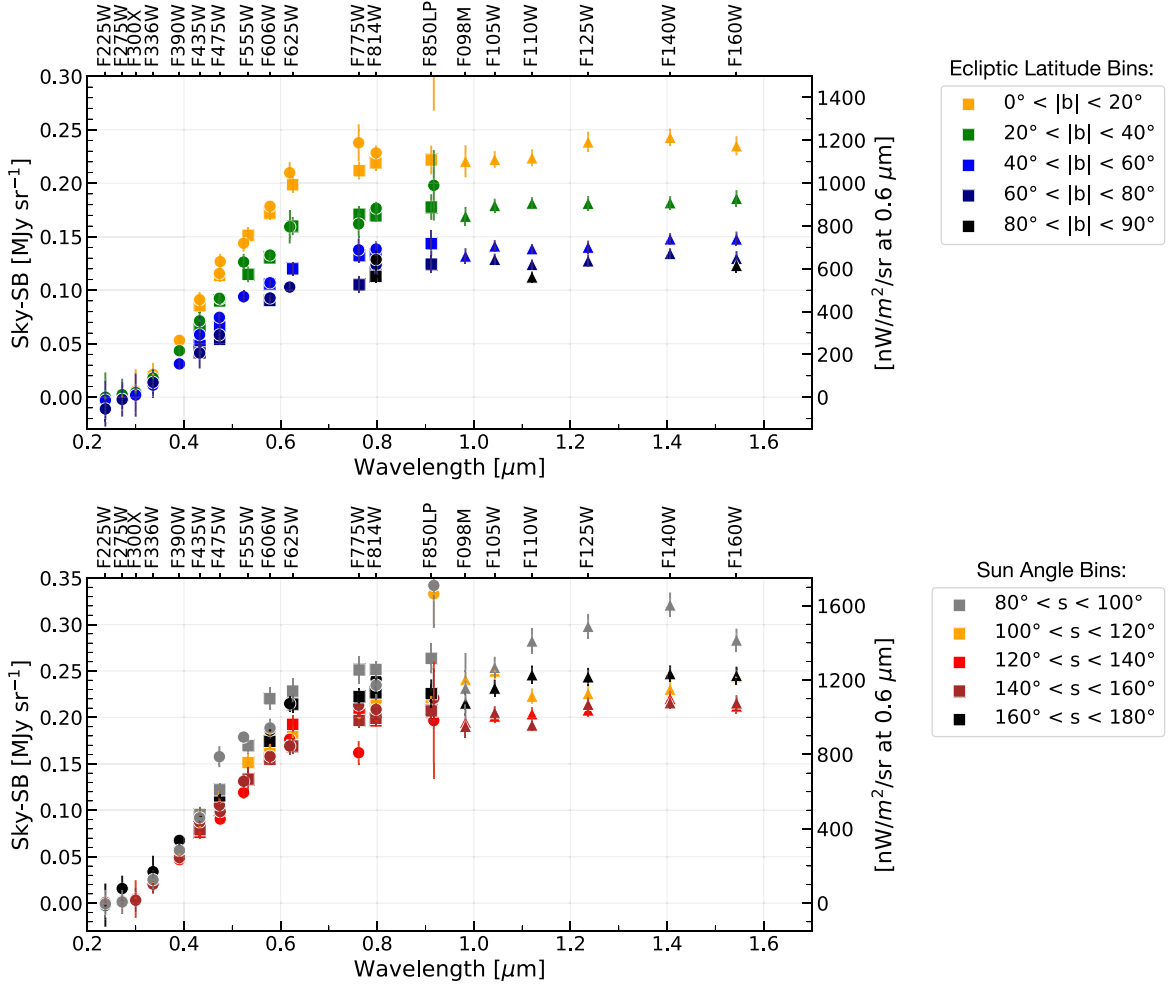 F225W F275W F300X F336W F390W F435W F475W F555W F606W F625W F775W F814W F850LP F098M F105W F110W F125W F140W F160W
0.30
0.25
0.20
0.15
0.10
0.05
0.00
Sky-SB [MJy sr⁻¹]
1400
1200
1000
800
600
400
200
0
[nW/m²/sr at 0.6 μm]
0.2 0.4 0.6 0.8 1.0 1.2 1.4 1.6
Wavelength [μm]
Ecliptic Latitude Bins:
0° < |b| < 20°
20° < |b| < 40°
40° < |b| < 60°
60° < |b| < 80°
80° < |b| < 90°
F225W F275W F300X F336W F390W F435W F475W F555W F606W F625W F775W F814W F850LP F098M F105W F110W F125W F140W F160W
0.35
0.30
0.25
0.20
0.15
0.10
0.05
0.00
Sky-SB [MJy sr⁻¹]
1600
1200
800
400
0
[nW/m²/sr at 0.6 μm]
0.2 0.4 0.6 0.8 1.0 1.2 1.4 1.6
Wavelength [μm]
Sun Angle Bins:
80° < s < 100°
100° < s < 120°
120° < s < 140°
140° < s < 160°
160° < s < 180°